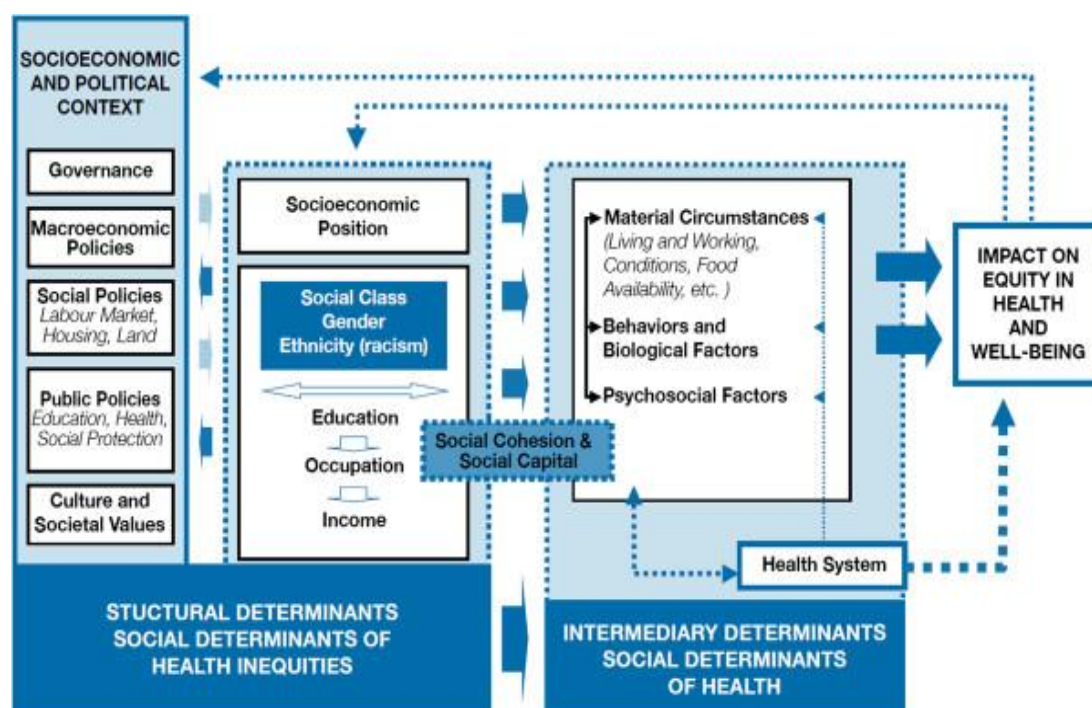 SOCIOECONOMIC
AND POLITICAL
CONTEXT
Governance
Macroeconomic
Policies
Social Policies
Labour Market,
Housing, Land
Public Policies
Education, Health,
Social Protection
Culture and
Societal Values
Socioeconomic
Position
Social Class
Gender
Ethnicity (racism)
Education
Occupation
Income
Social Cohesion &
Social Capital
Material Circumstances
(Living and Working,
Conditions, Food
Availability, etc. )
Behaviors and
Biological Factors
Psychosocial Factors
Health System
IMPACT ON
EQUITY IN
HEALTH
AND
WELL-BEING
STUCTURAL DETERMINANTS
SOCIAL DETERMINANTS OF
HEALTH INEQUITIES
INTERMEDIARY DETERMINANTS
SOCIAL DETERMINANTS
OF HEALTH